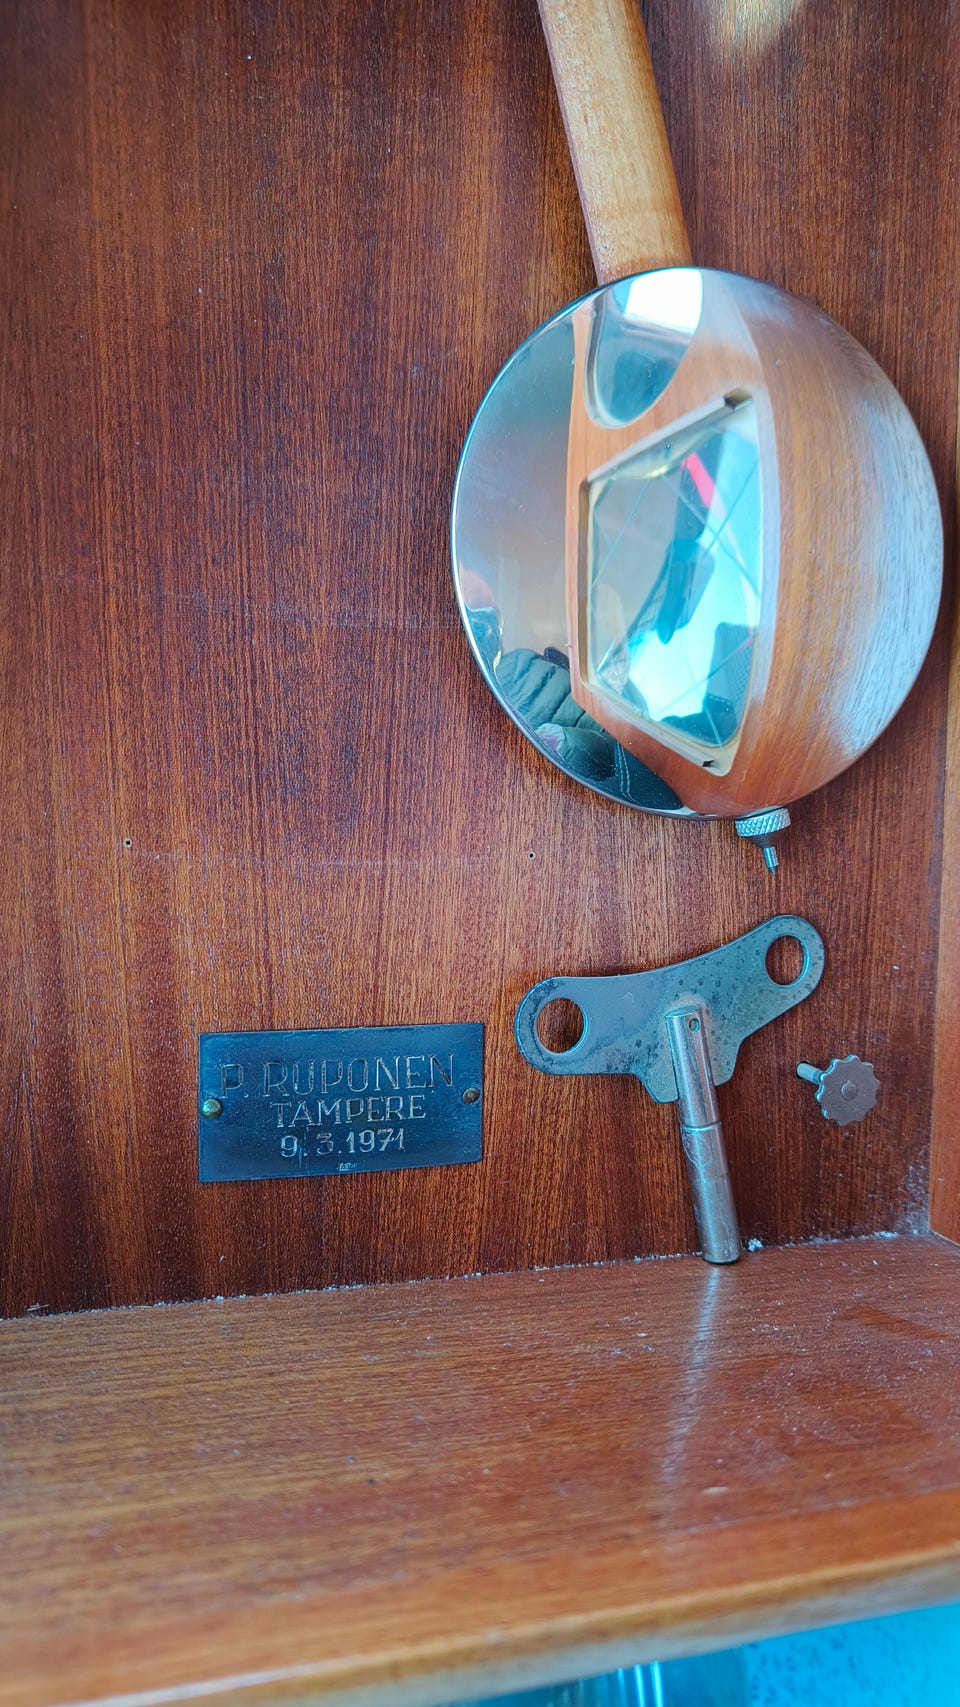 P. RUPONEN
TAMPERE
9.3.1971